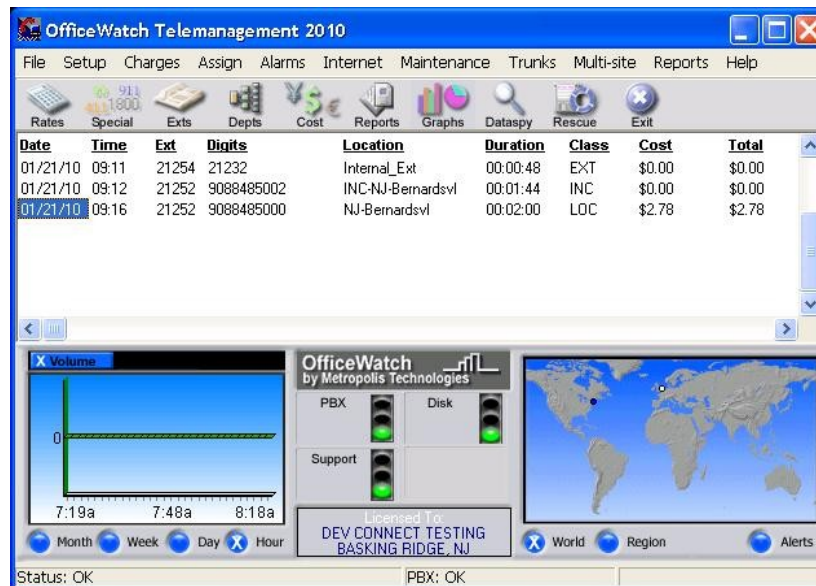 OfficeWatch Telemanagement 2010
File Setup Charges Assign Alarms Internet Maintenance Trunks Multi-site Reports Help
Rates Special Exts Depts Cost Reports Graphs Dataspy Rescue Exit
Date Time Ext Digits Location Duration Class Cost Total
01/21/10 09:11 21254 21232 Internal_Ext 00:00:48 EXT $0.00 $0.00
01/21/10 09:12 21252 9088485002 INC-NJ-Bernardsvl 00:01:44 INC $0.00 $0.00
01/21/10 09:16 21252 9088485000 NJ-Bernardsvl 00:02:00 LOC $2.78 $2.78
X Volume
0
7:19a 7:48a 8:18a
Month Week Day X Hour
OfficeWatch
by Metropolis Technologies
PBX Disk
Support
Licensed To:
DEV CONNECT TESTING
BASKING RIDGE, NJ
X World Region Alerts
Status: OK PBX: OK